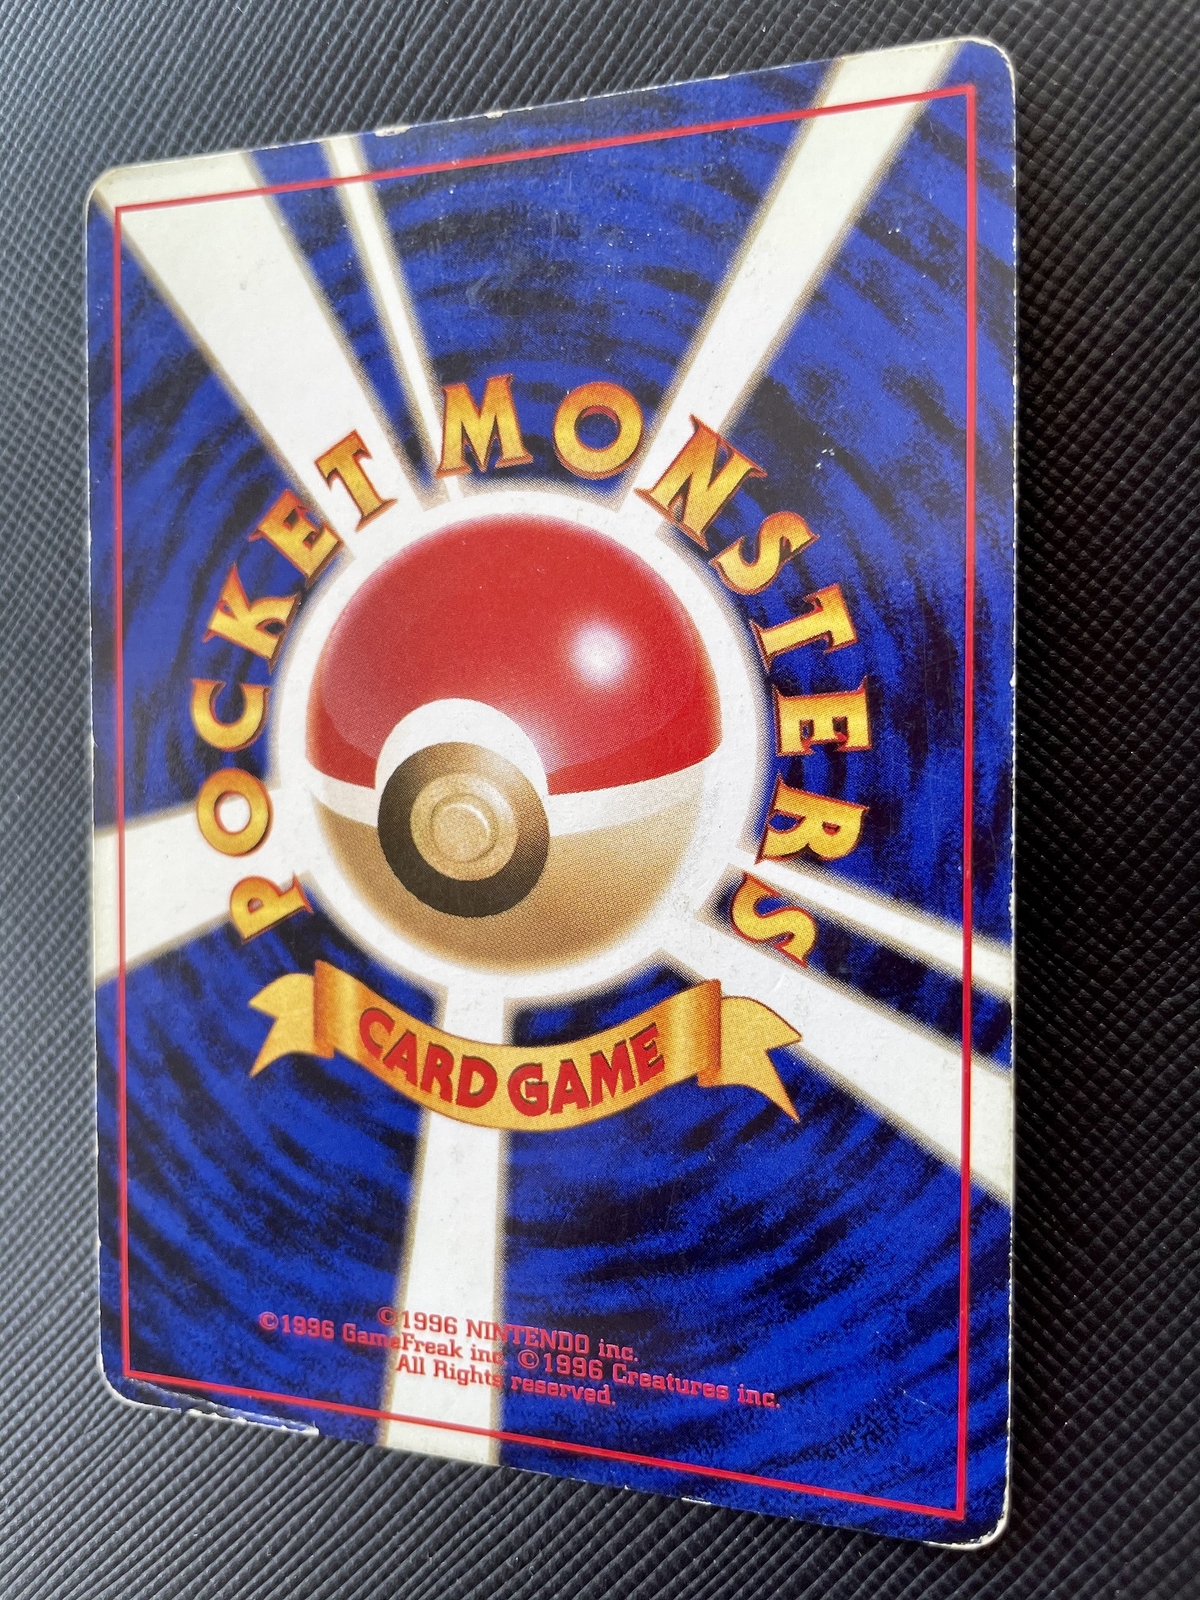 POCKET MONSTERS
CARD GAME
©1996 NINTENDO inc.
©1996 GameFreak inc. ©1996 Creatures inc.
All Rights reserved.